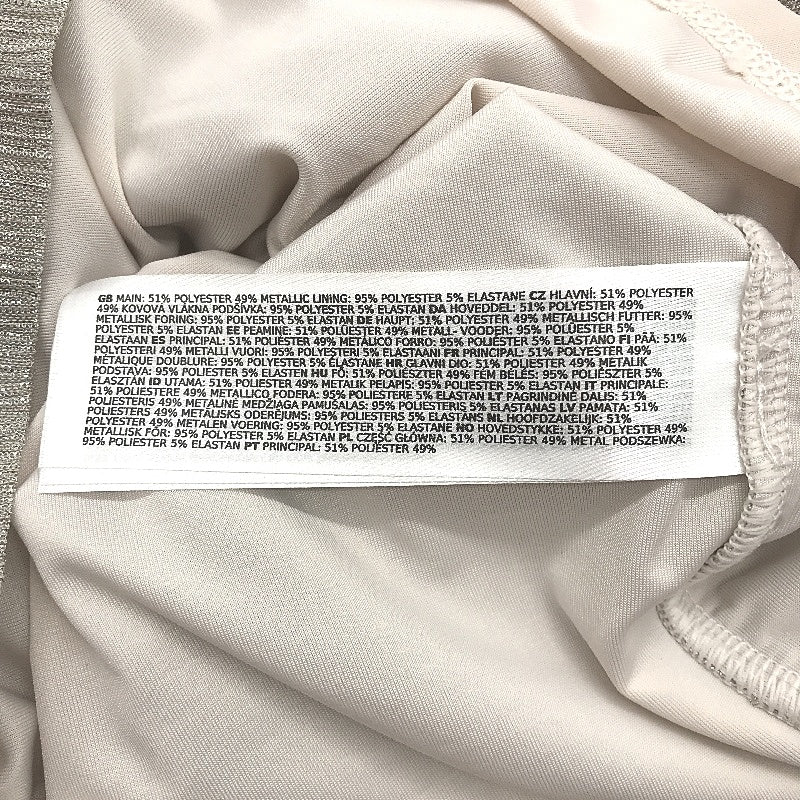 GB MAIN: 51% POLYESTER 49% METALLIC LINING: 95% POLYESTER 5% ELASTANE CZ HLAVNÍ: 51% POLYESTER
49% KOVOVA VLÁKNA PODŠÍVKA: 95% POLYESTER 5% ELASTAN DA HOVEDDEL: 51% POLYESTER 49%
METALLISK FORING: 95% POLYESTER 5% ELASTAN DE HAUPT: 51% POLYESTER 49% METALLISCH FUTTER: 95%
POLYESTER 5% ELASTAN EE PEAMINE: 51% POLÜESTER 49% METALL- VOODER: 95% POLÜESTER 5%
ELASTAAN ES PRINCIPAL: 51% POLIÉSTER 49% METÁLICO FORRO: 95% POLIÉSTER 5% ELASTANO FI PÄÄ: 51%
POLYESTERI 49% METALLI VUORI: 95% POLYESTERI 5% ELASTAANI FR PRINCIPAL: 51% POLYESTER 49%
MÉTALIQUE DOUBLURE: 95% POLYESTER 5% ÉLASTANE HR GLAVNI DIO: 51% POLIESTER 49% METALIK
PODSTAVA: 95% POLIESTER 5% ELASTEN HU FŐ: 51% POLIÉSZTER 49% FÉM BÉLÉS: 95% POLIÉSZTER 5%
ELASZTÁN ID UTAMA: 51% POLYESTER 49% METALIK PELAPIS: 95% POLYESTER 5% ELASTAN IT PRINCIPALE:
51% POLIESTERE 49% METALLICO FODERA: 95% POLIESTERE 5% ELASTAN LT PAGRINDINĖ DALIS: 51%
POLIESTERIS 49% METALINĖ MEDŽIAGA PAMUŠALAS: 95% POLIESTERIS 5% ELASTANAS LV PAMATA: 51%
POLIESTERS 49% METĀLISKS ODERĒJUMS: 95% POLIESTERS 5% ELASTĀNS NL HOOFDZAKELIJK: 51%
POLYESTER 49% METALEN VOERING: 95% POLYESTER 5% ELASTANE NO HOVEDSTYKKE: 51% POLYESTER 49%
METALLISK FÔR: 95% POLYESTER 5% ELASTAN PL CZĘŚĆ GŁÓWNA: 51% POLIESTER 49% METAL PODSZEWKA:
95% POLIESTER 5% ELASTAN PT PRINCIPAL: 51% POLIÉSTER 49%